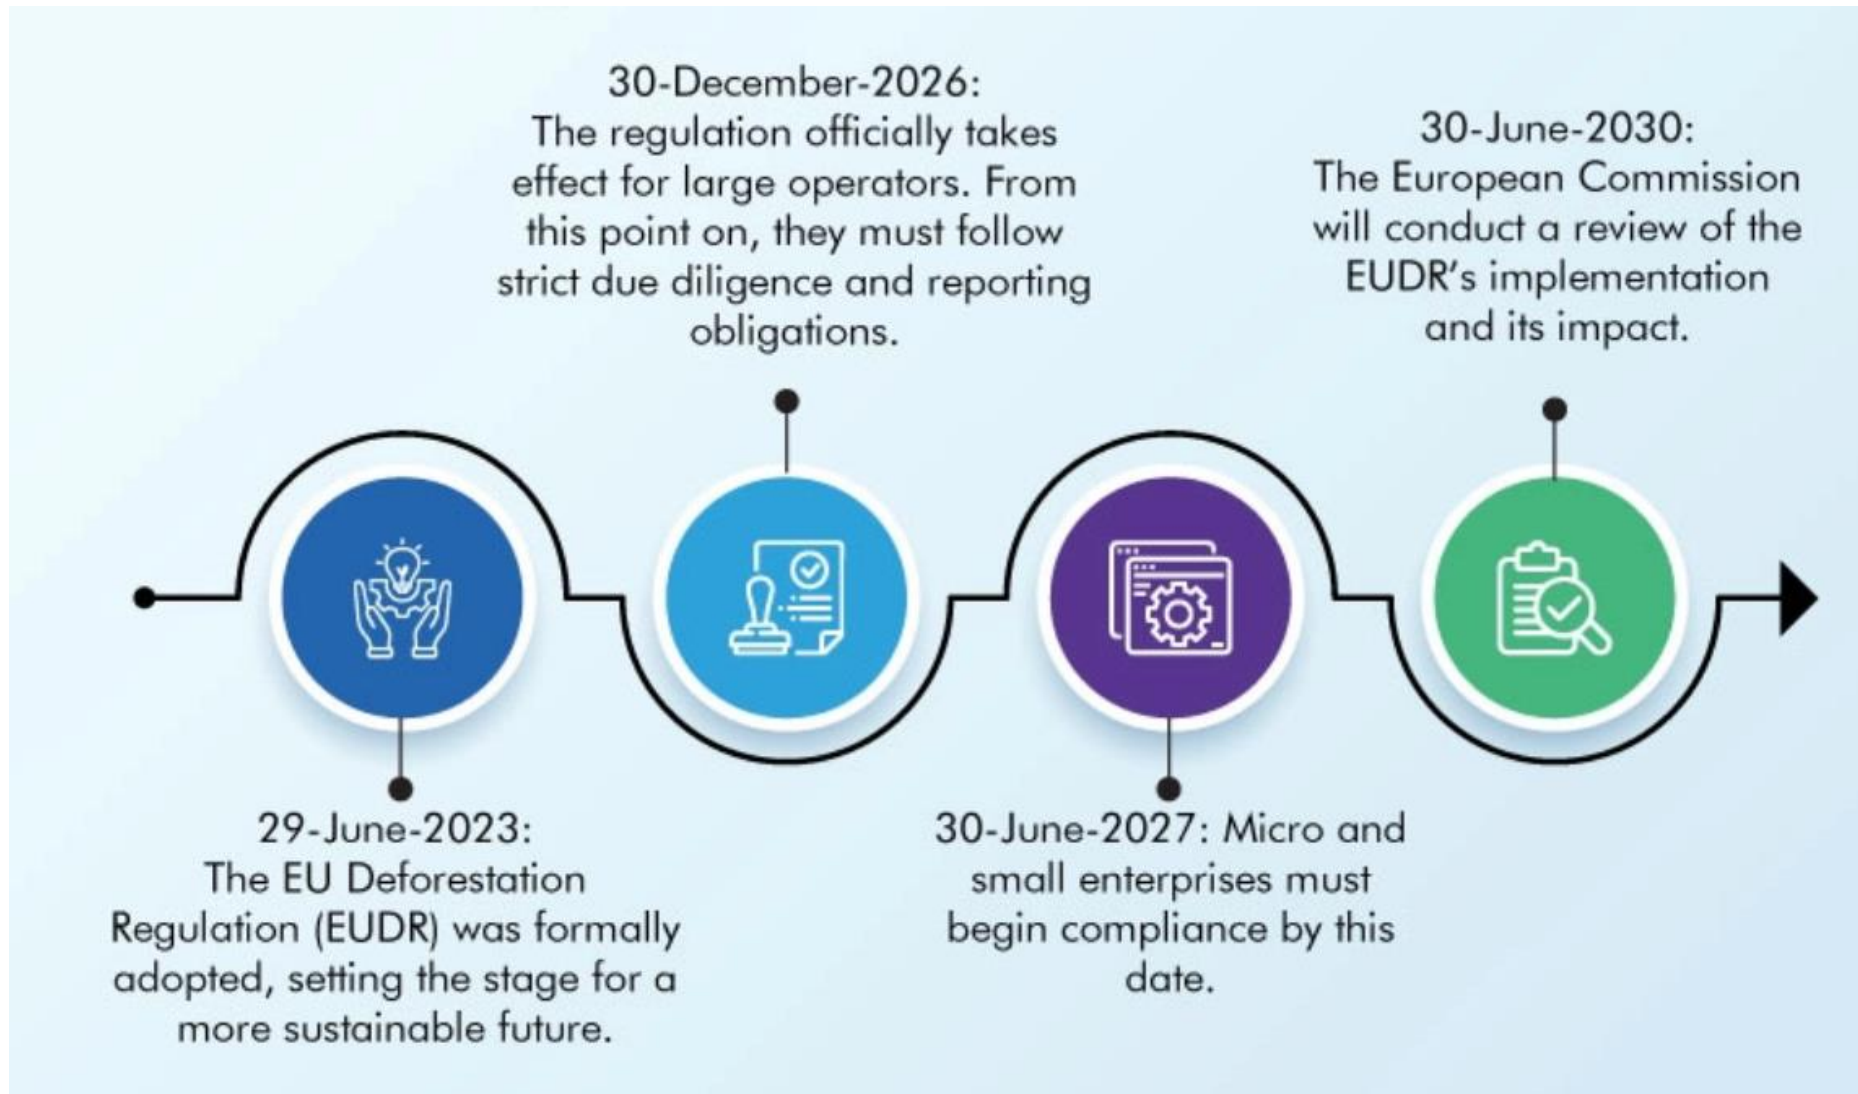 29-June-2023:
The EU Deforestation
Regulation (EUDR) was formally
adopted, setting the stage for a
more sustainable future.
30-December-2026:
The regulation officially takes
effect for large operators. From
this point on, they must follow
strict due diligence and reporting
obligations.
30-June-2027: Micro and
small enterprises must
begin compliance by this
date.
30-June-2030:
The European Commission
will conduct a review of the
EUDR's implementation
and its impact.